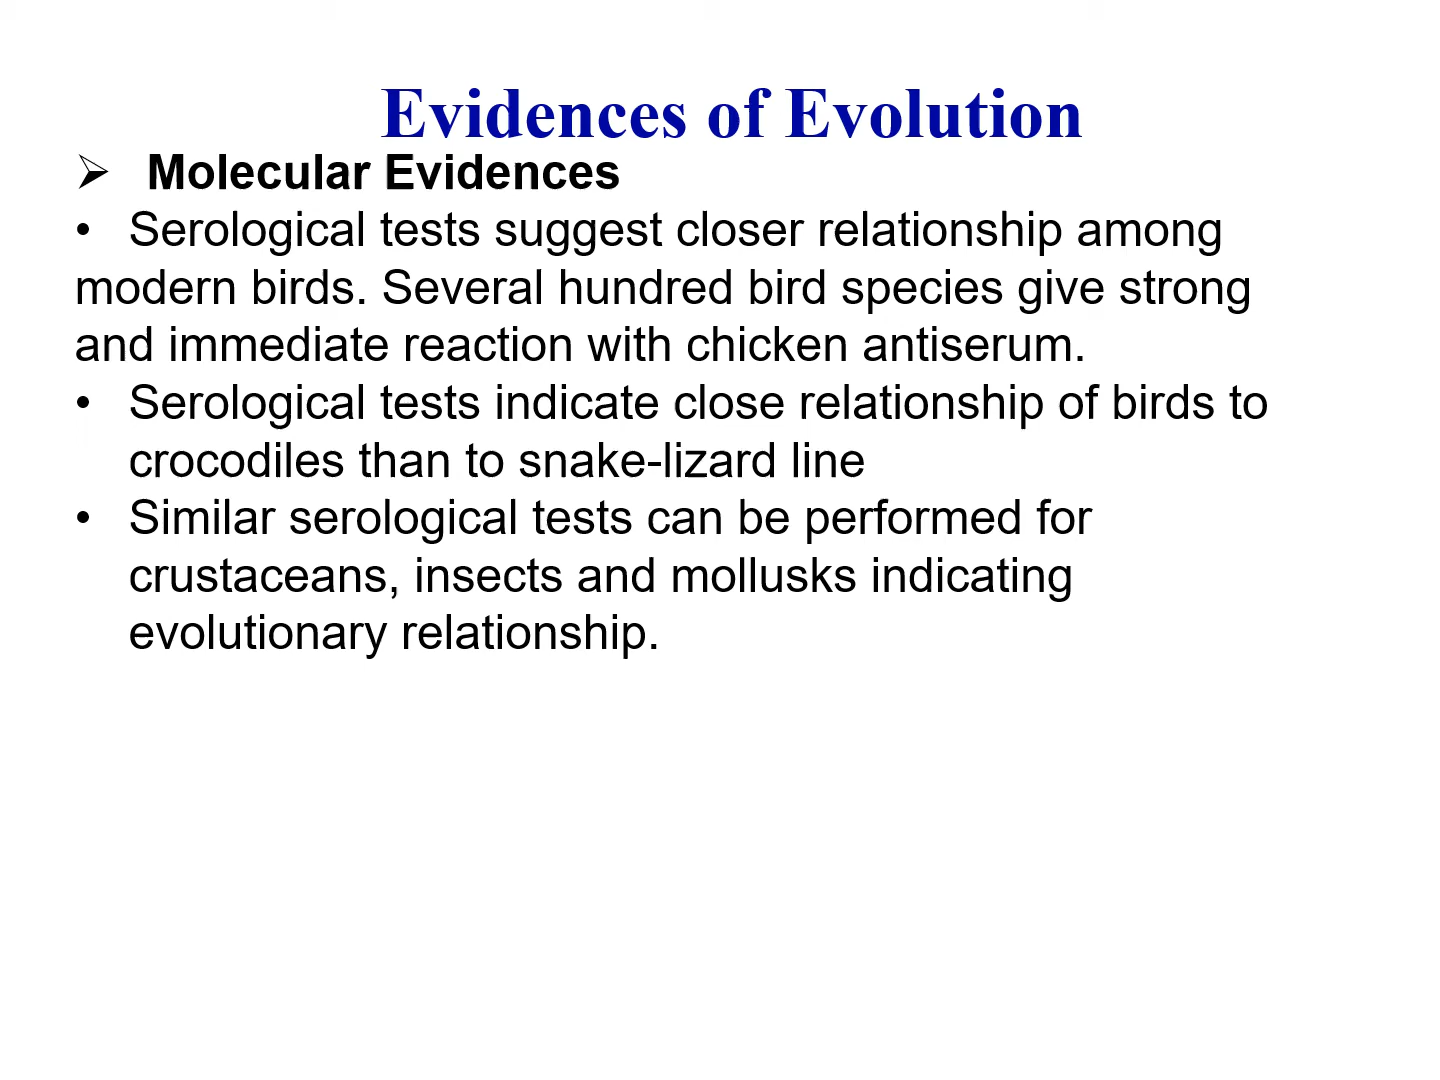 Evidences of Evolution
➢ Molecular Evidences
• Serological tests suggest closer relationship among
modern birds. Several hundred bird species give strong
and immediate reaction with chicken antiserum.
• Serological tests indicate close relationship of birds to
crocodiles than to snake-lizard line
• Similar serological tests can be performed for
crustaceans, insects and mollusks indicating
evolutionary relationship.